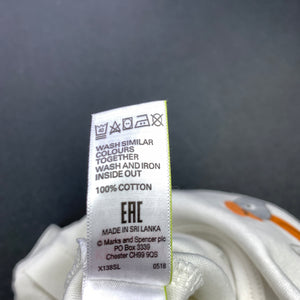 WASH SIMILAR
COLOURS
TOGETHER
WASH AND IRON
INSIDE OUT
100% COTTON
EAC
MADE IN SRI LANKA
© Marks and Spencer plc
PO Box 3339
Chester CH99 9QS
X138SL 0518